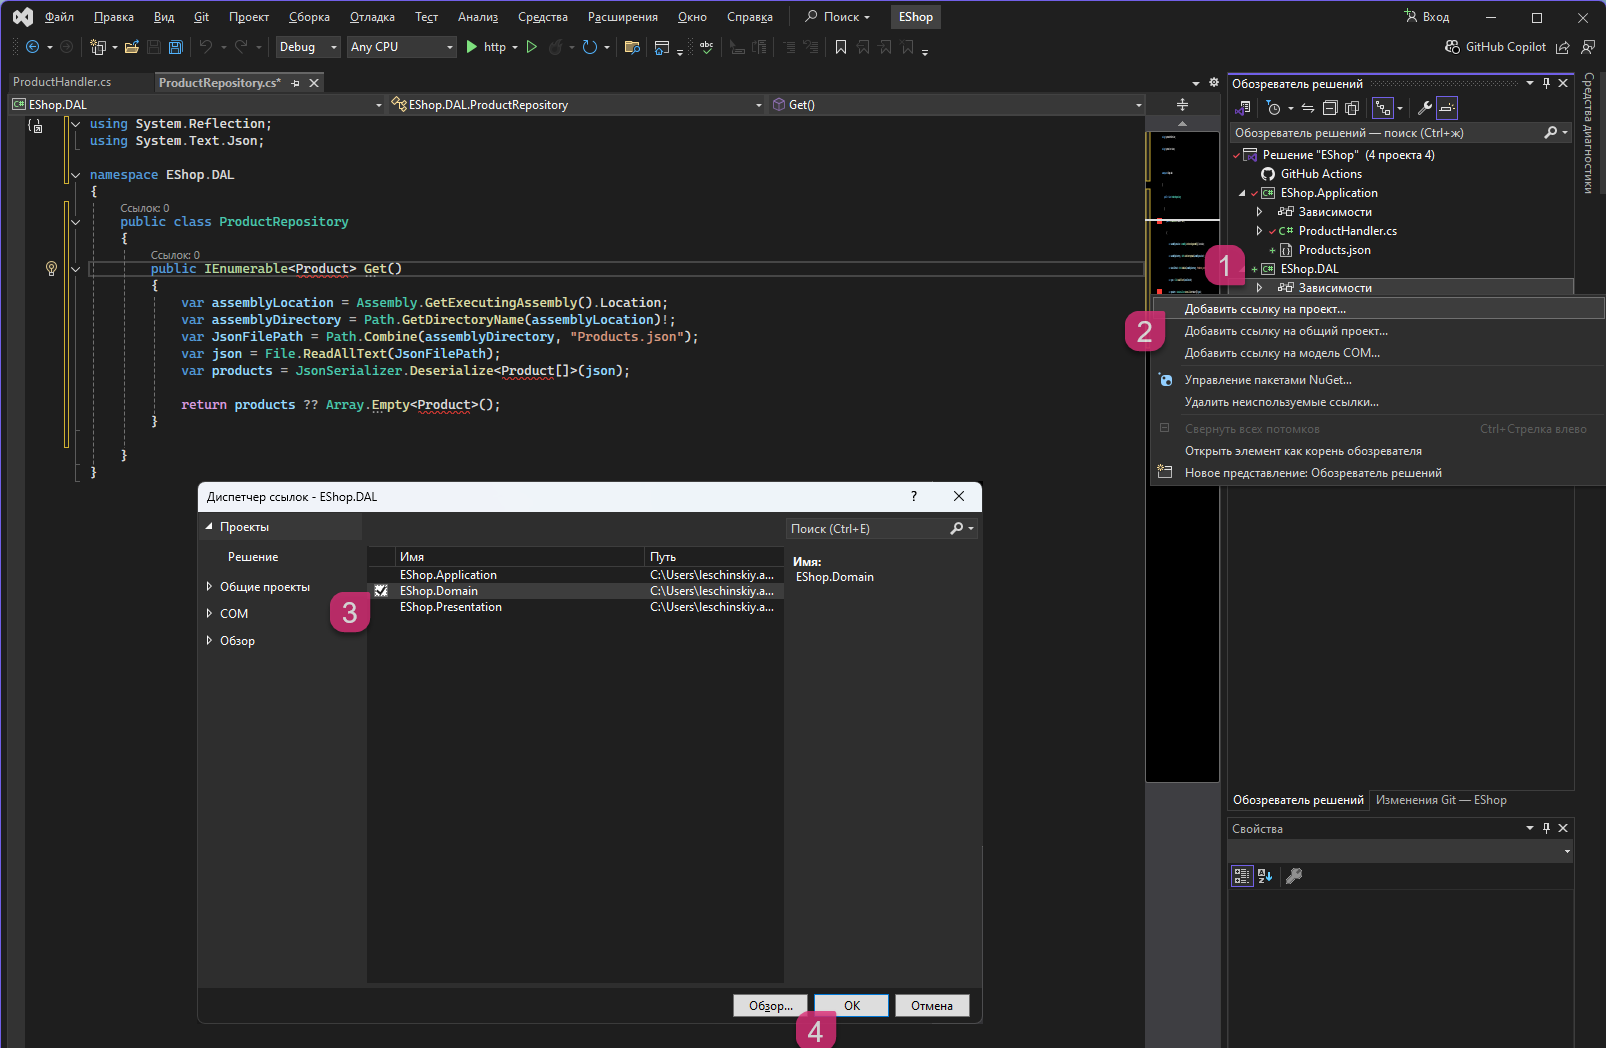 Файл Правка Вид Git Проект Сборка Отладка Тест Анализ Средства Расширения Окно Справка Поиск EShop Вход
Debug Any CPU http abc GitHub Copilot
ProductHandler.cs ProductRepository.cs*
EShop.DAL EShop.DAL.ProductRepository Get()
using System.Reflection;
using System.Text.Json;
namespace EShop.DAL
{
Ссылок: 0
public class ProductRepository
{
Ссылок: 0
public IEnumerable<Product> Get()
{
var assemblyLocation = Assembly.GetExecutingAssembly().Location;
var assemblyDirectory = Path.GetDirectoryName(assemblyLocation)!;
var JsonFilePath = Path.Combine(assemblyDirectory, "Products.json");
var json = File.ReadAllText(JsonFilePath);
var products = JsonSerializer.Deserialize<Product[]>(json);
return products ?? Array.Empty<Product>();
}
}
}
Обозреватель решений
Обозреватель решений — поиск (Ctrl+ж)
Решение "EShop" (4 проекта 4)
GitHub Actions
EShop.Application
Зависимости
ProductHandler.cs
Products.json
1
EShop.DAL
Зависимости
Средства диагностики
2
Добавить ссылку на проект...
Добавить ссылку на общий проект...
Добавить ссылку на модель COM...
Управление пакетами NuGet...
Удалить неиспользуемые ссылки...
Свернуть всех потомков Ctrl+Стрелка влево
Открыть элемент как корень обозревателя
Новое представление: Обозреватель решений
Диспетчер ссылок - EShop.DAL ?
Проекты
Решение
Общие проекты
COM
Обзор
Поиск (Ctrl+E)
Имя Путь
EShop.Application C:\Users\leschinskiy.a...
EShop.Domain C:\Users\leschinskiy.a...
EShop.Presentation C:\Users\leschinskiy.a...
3
Имя:
EShop.Domain
Обзор... ОК Отмена
4
Обозреватель решений Изменения Git — EShop
Свойства